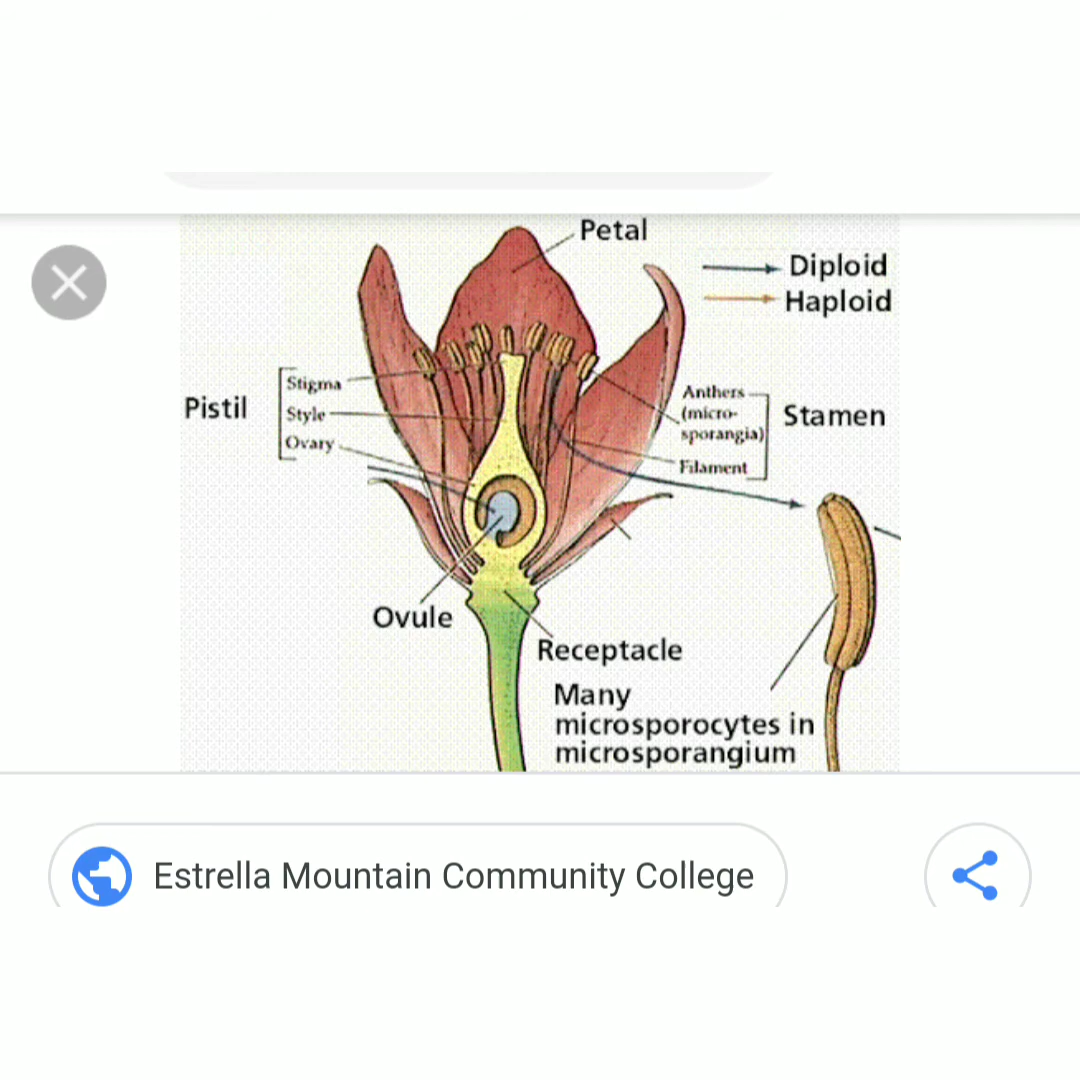 Petal
Diploid
Haploid
Pistil
Stigma
Style
Ovary
Anthers
(micro-
sporangia)
Filament
Stamen
Ovule
Receptacle
Many
microsporocytes in
microsporangium
Estrella Mountain Community College